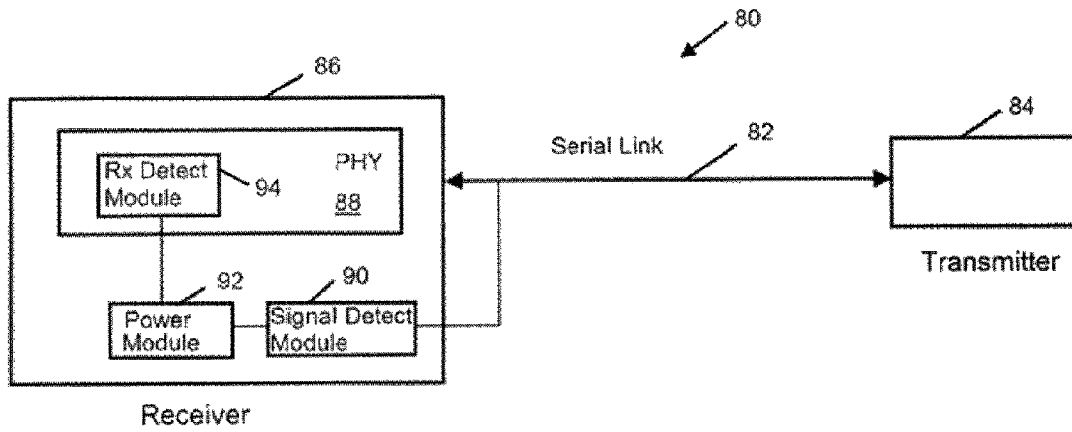 80
86
84
Serial Link
82
Rx Detect
Module
94
PHY
88
92
90
Power
Module
Signal Detect
Module
Transmitter
Receiver